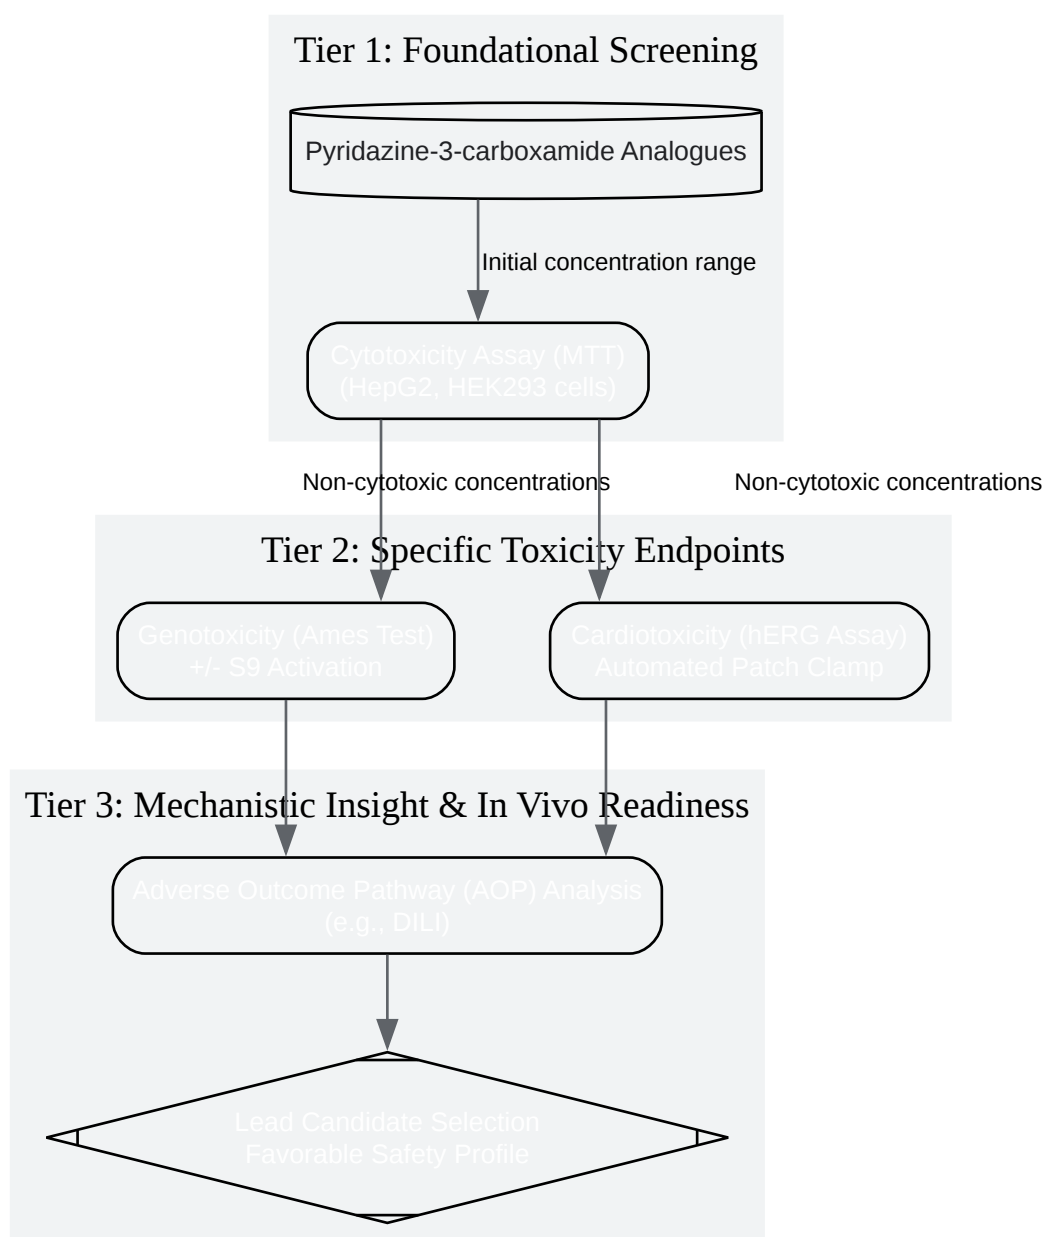 Tier 1: Foundational Screening
Pyridazine-3-carboxamide Analogues
Initial concentration range
Cytotoxicity Assay (MTT)
(HepG2, HEK293 cells)
Non-cytotoxic concentrations
Non-cytotoxic concentrations
Tier 2: Specific Toxicity Endpoints
Genotoxicity (Ames Test)
+/- S9 Activation
Cardiotoxicity (hERG Assay)
Automated Patch Clamp
Tier 3: Mechanistic Insight & In Vivo Readiness
Adverse Outcome Pathway (AOP) Analysis
(e.g., DILI)
Lead Candidate Selection
Favorable Safety Profile